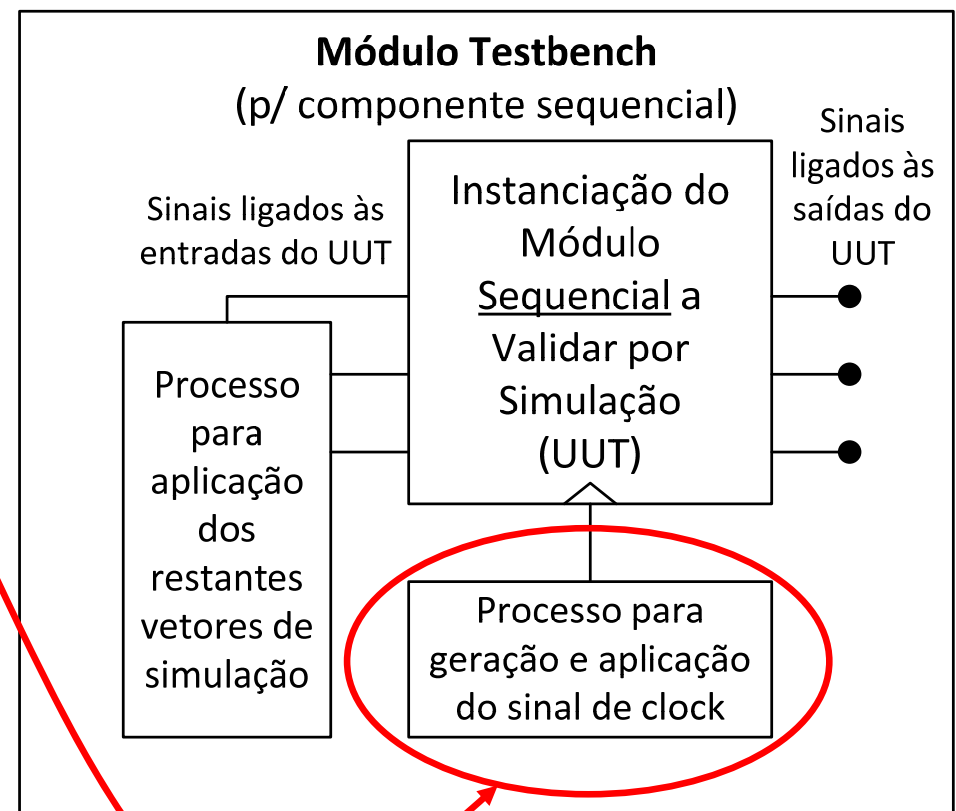 Módulo Testbench
(p/ componente sequencial)
Sinais
ligados às
saídas do
UUT
Sinais ligados às
entradas do UUT
Instanciação do
Módulo
Sequencial a
Validar por
Simulação
(UUT)
Processo
para
aplicação
dos
restantes
vetores de
simulação
Processo para
geração e aplicação
do sinal de clock